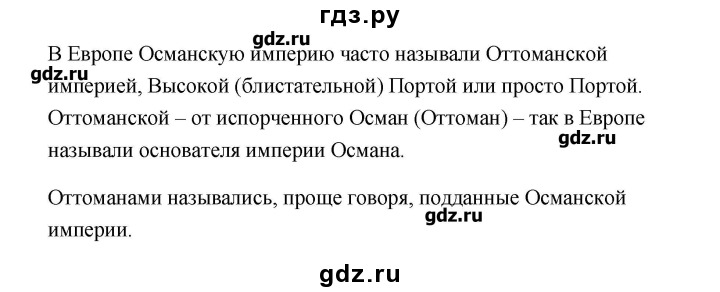 гдз.ру
gdz.ru
В Европе Османскую империю часто называли Оттоманской
gdz.ru
империей, Высокой (блистательной) Портой или просто Портой.
Оттоманской – от испорченного Осман (Оттоман) – так в Европе
gdz.ru
называли основателя империи Османа.
Оттоманами назывались, проще говоря, подданные Османской
gdz.ru
империи.
gdz.ru